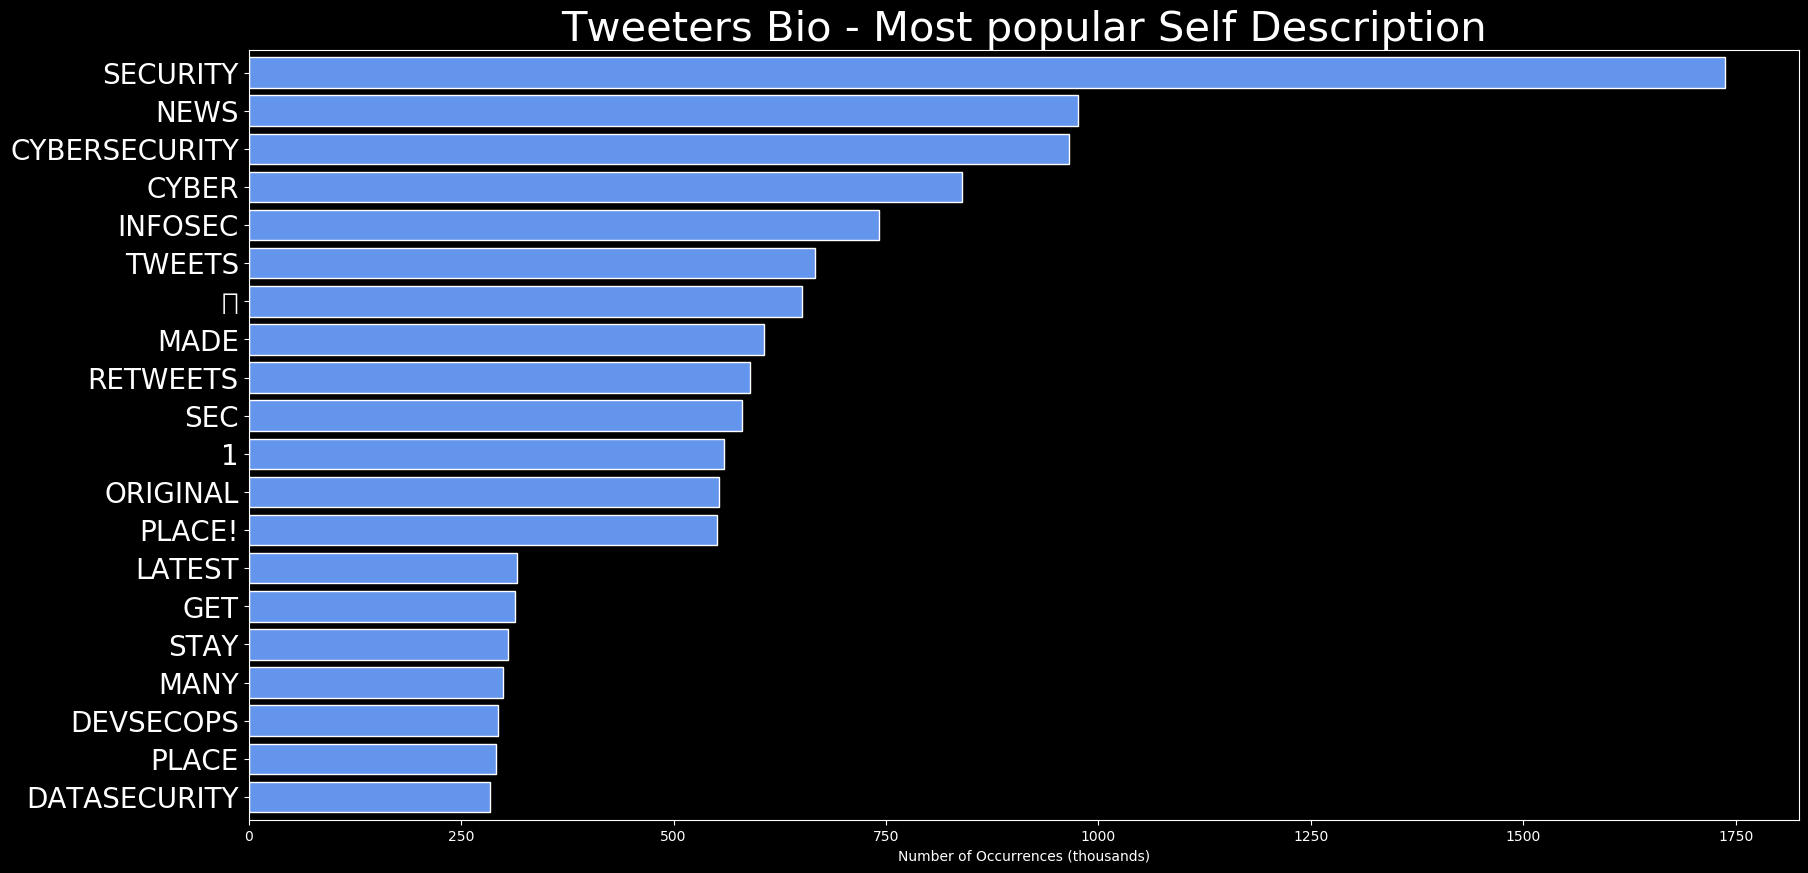 Tweeters Bio - Most popular Self Description
SECURITY
NEWS
CYBERSECURITY
CYBER
INFOSEC
TWEETS
MADE
RETWEETS
SEC
1
ORIGINAL
PLACE!
LATEST
GET
STAY
MANY
DEVSECOPS
PLACE
DATASECURITY
0 250 500 750 1000 1250 1500 1750
Number of Occurrences (thousands)